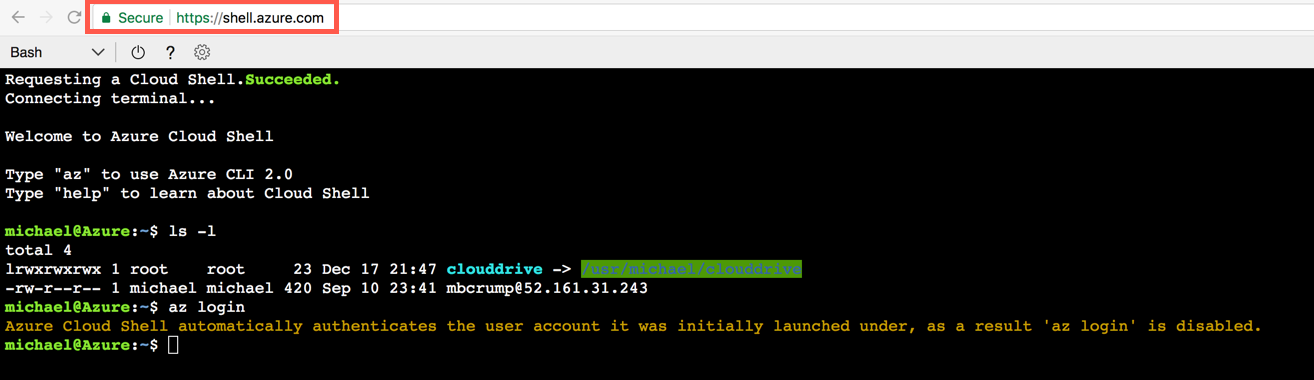 Secure https://shell.azure.com
Bash ?
Requesting a Cloud Shell.Succeeded.
Connecting terminal...
Welcome to Azure Cloud Shell
Type "az" to use Azure CLI 2.0
Type "help" to learn about Cloud Shell
michael@Azure:~$ ls -l
total 4
lrwxrwxrwx 1 root    root     23 Dec 17 21:47 clouddrive -> /usr/michael/clouddrive
-rw-r--r-- 1 michael michael 420 Sep 10 23:41 mbcrump@52.161.31.243
michael@Azure:~$ az login
Azure Cloud Shell automatically authenticates the user account it was initially launched under, as a result 'az login' is disabled.
michael@Azure:~$